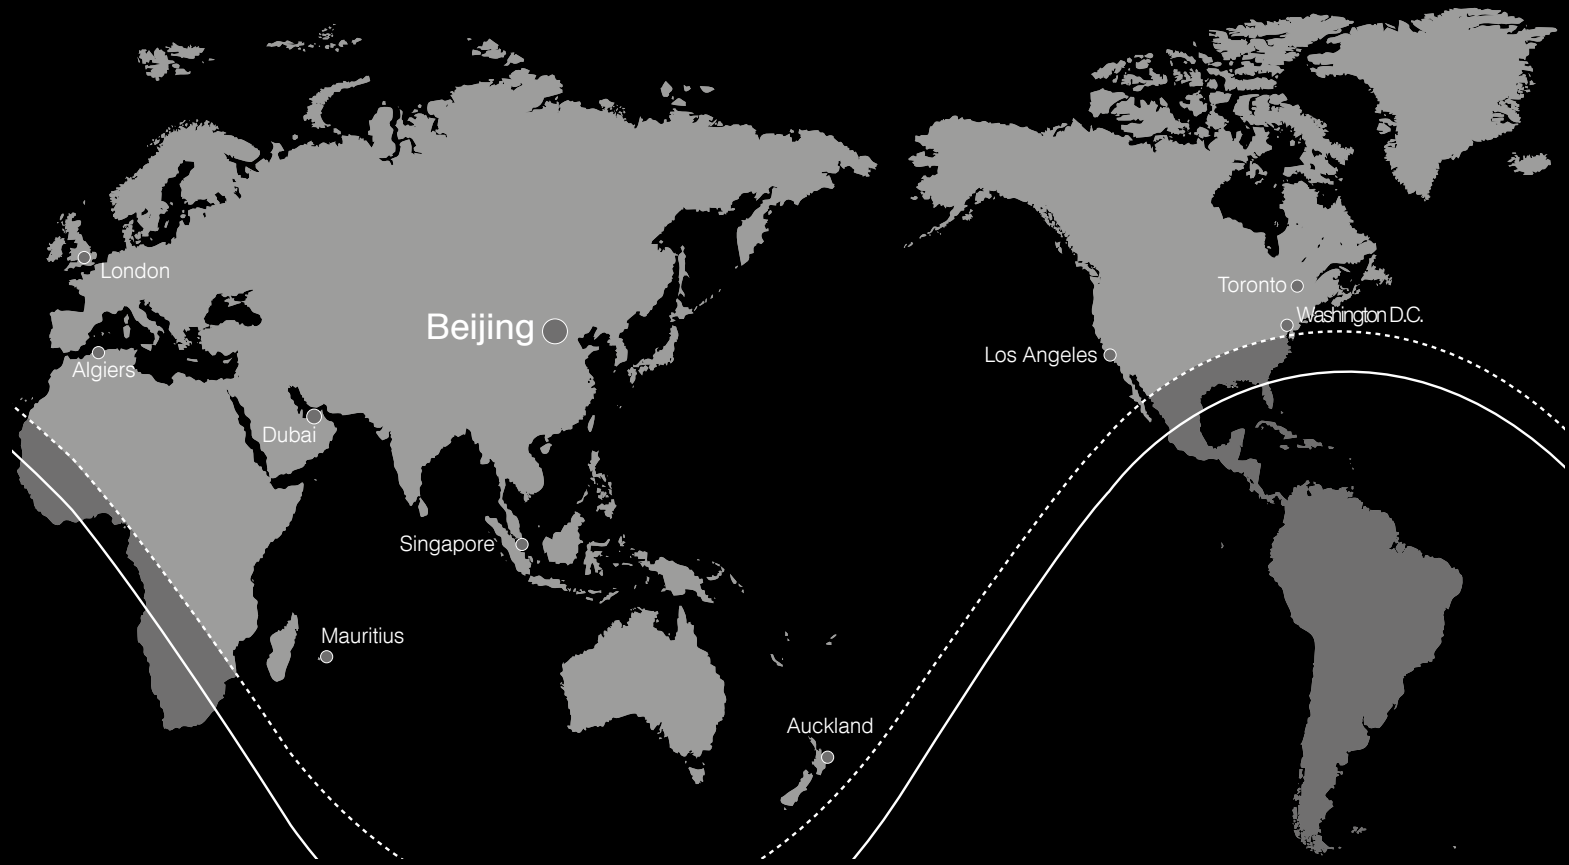 London
Toronto
Washington D.C.
Beijing
Los Angeles
Algiers
Dubai
Singapore
Mauritius
Auckland